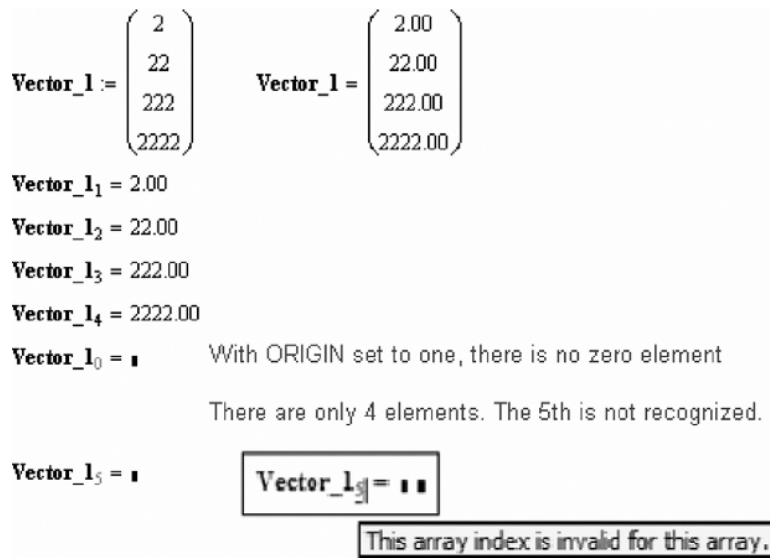 Vector_1 := (2 22 222 2222) Vector_1 = (2.00 22.00 222.00 2222.00)
Vector_1₁ = 2.00
Vector_1₂ = 22.00
Vector_1₃ = 222.00
Vector_1₄ = 2222.00
Vector_1₀ = ▪ With ORIGIN set to one, there is no zero element
There are only 4 elements. The 5th is not recognized.
Vector_1₅ = ▪ Vector_1₅ = ▪ ▪
This array index is invalid for this array.